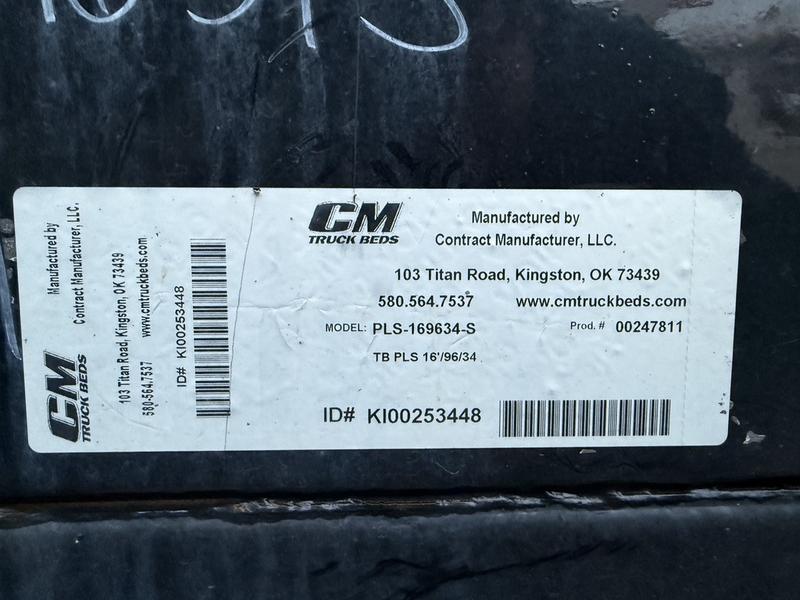 Manufactured by
Contract Manufacturer, LLC.
103 Titan Road, Kingston, OK 73439
580-564.7537 www.cmtruckbeds.com
ID# KI00253448
CM
TRUCK BEDS
CM
TRUCK BEDS
Manufactured by
Contract Manufacturer, LLC.
103 Titan Road, Kingston, OK 73439
580.564.7537 www.cmtruckbeds.com
MODEL: PLS-169634-S Prod. # 00247811
TB PLS 16'/96/34
ID# KI00253448